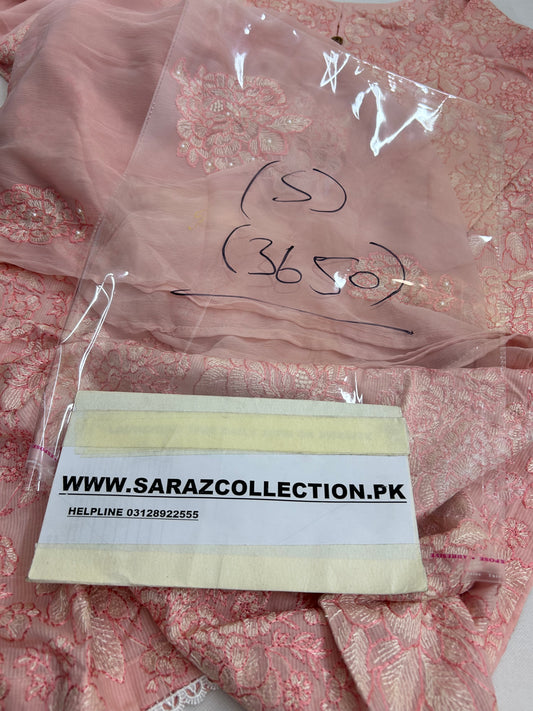 (S)
(3650)
WWW.SARAZCOLLECTION.PK
HELPLINE 03128922555